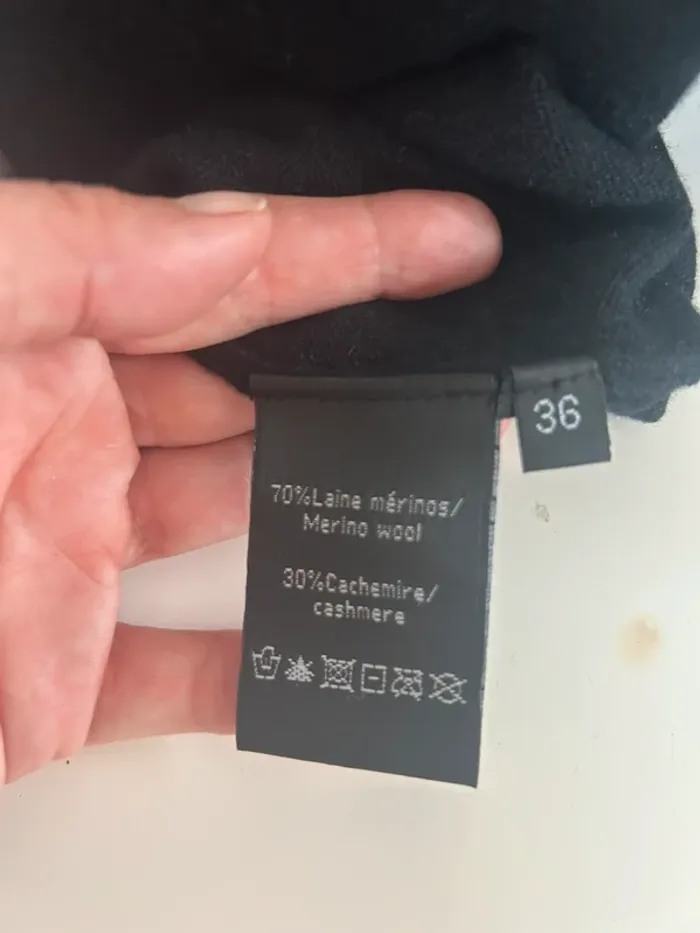 70%Laine mérinos/
Merino wool
30%Cachemire/
cashmere
36